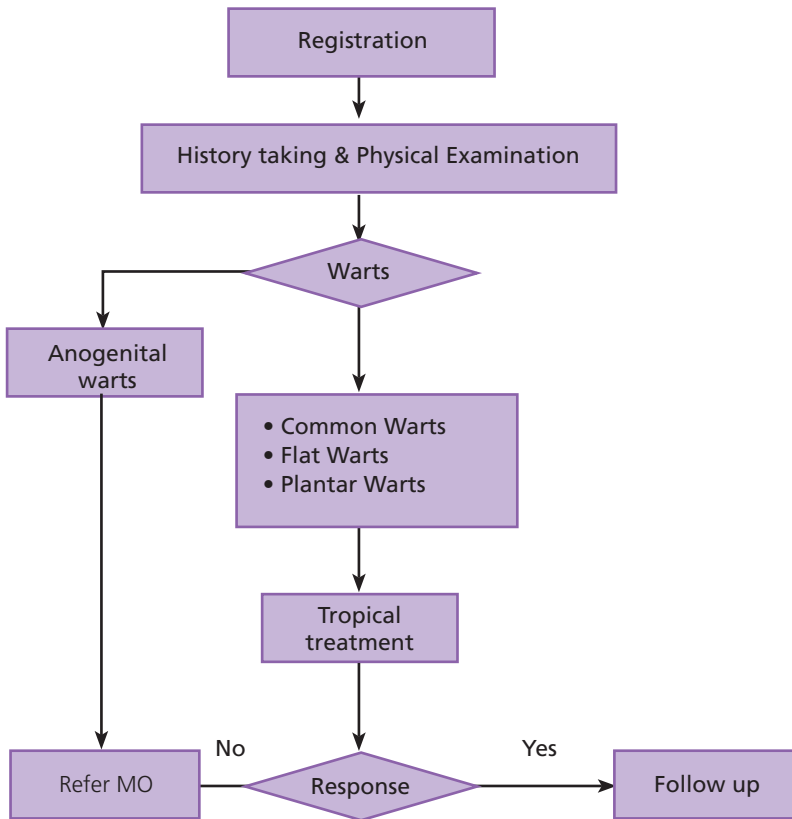 Registration
History taking & Physical Examination
Warts
Anogenital
warts
• Common Warts
• Flat Warts
• Plantar Warts
Tropical
treatment
No
Yes
Refer MO
Response
Follow up